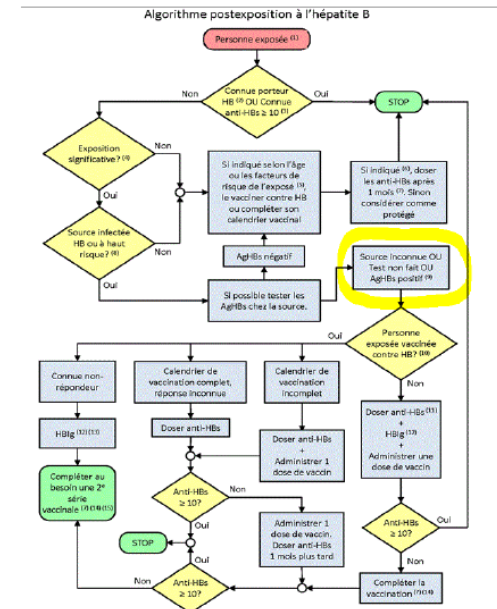 Algorithme postexposition à l'hépatite B
Personne exposée (1)
Non
Connue porteur
HB (2) OU Connue
anti-HBs ≥ 10 (3)
Oui
STOP
Exposition
significative? (4)
Non
Si indiqué selon l'âge
ou les facteurs de
risque de l'exposé (5),
le vacciner contre HB
ou compléter son
calendrier vaccinal
Si indiqué (6), doser
les anti-HBs après
1 mois (7). Sinon
considérer comme
protégé
Oui
Source infectée
HB ou à haut
risque? (8)
Non
AgHBs négatif
Source inconnue OU
Test non fait OU
AgHBs positif (9)
Oui
Si possible tester les
AgHBs chez la source.
Oui
Personne
exposée vaccinée
contre HB? (10)
Non
Connue non-
répondeur
Calendrier de
vaccination complet,
réponse inconnue
Calendrier de
vaccination
incomplet
HBIg (12) (13)
Doser anti-HBs
Doser anti-HBs
+
Administrer 1
dose de vaccin
Doser anti-HBs (11)
+
HBIg (12)
+
Administrer une
dose de vaccin
Compléter au
besoin une 2e
série
vaccinale (7) (14) (15)
Anti-HBs
≥ 10?
Non
Oui
Administrer 1
dose de vaccin.
Doser anti-HBs
1 mois plus tard
Anti-HBs
≥ 10?
STOP
Oui
Non
Non
Anti-HBs
≥ 10?
Non
Compléter la
vaccination (7) (14)